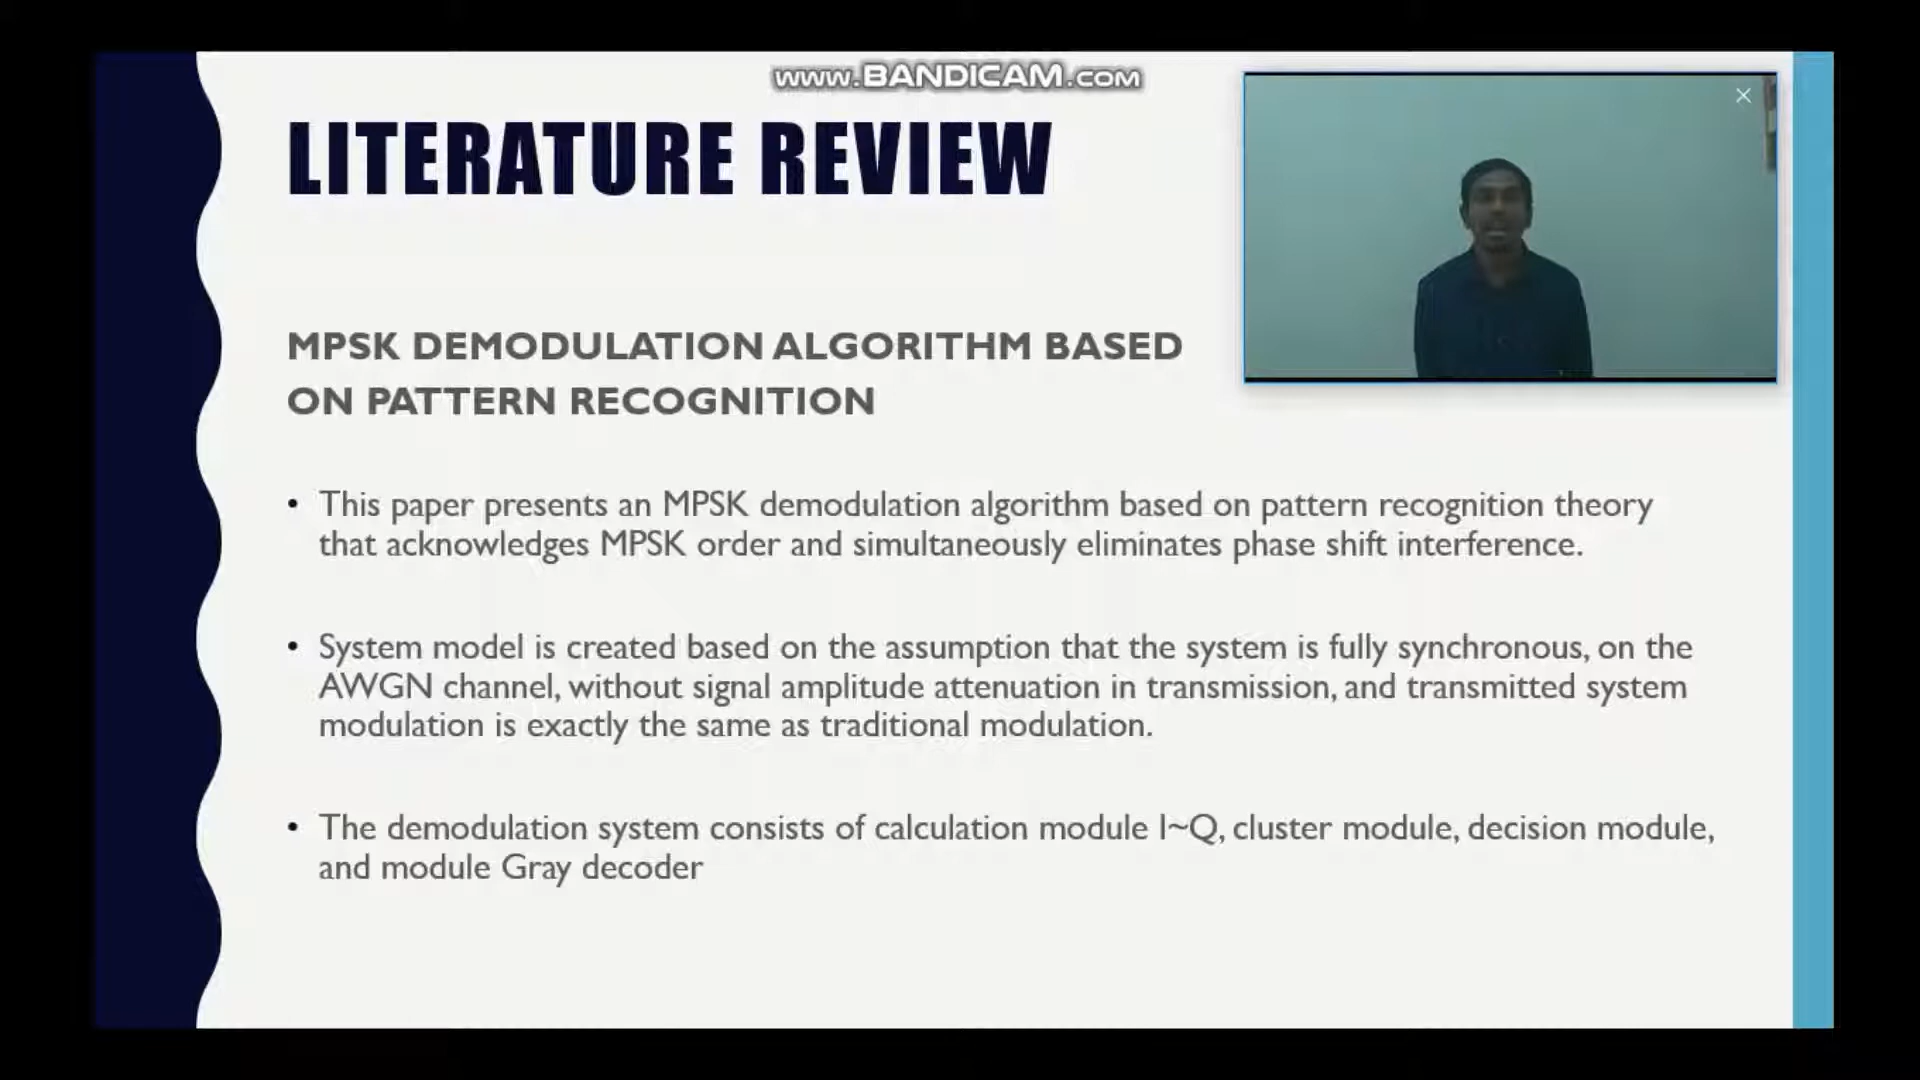 www.BANDICAM.com
LITERATURE REVIEW
MPSK DEMODULATION ALGORITHM BASED
ON PATTERN RECOGNITION
• This paper presents an MPSK demodulation algorithm based on pattern recognition theory
that acknowledges MPSK order and simultaneously eliminates phase shift interference.
• System model is created based on the assumption that the system is fully synchronous, on the
AWGN channel, without signal amplitude attenuation in transmission, and transmitted system
modulation is exactly the same as traditional modulation.
• The demodulation system consists of calculation module I~Q, cluster module, decision module,
and module Gray decoder